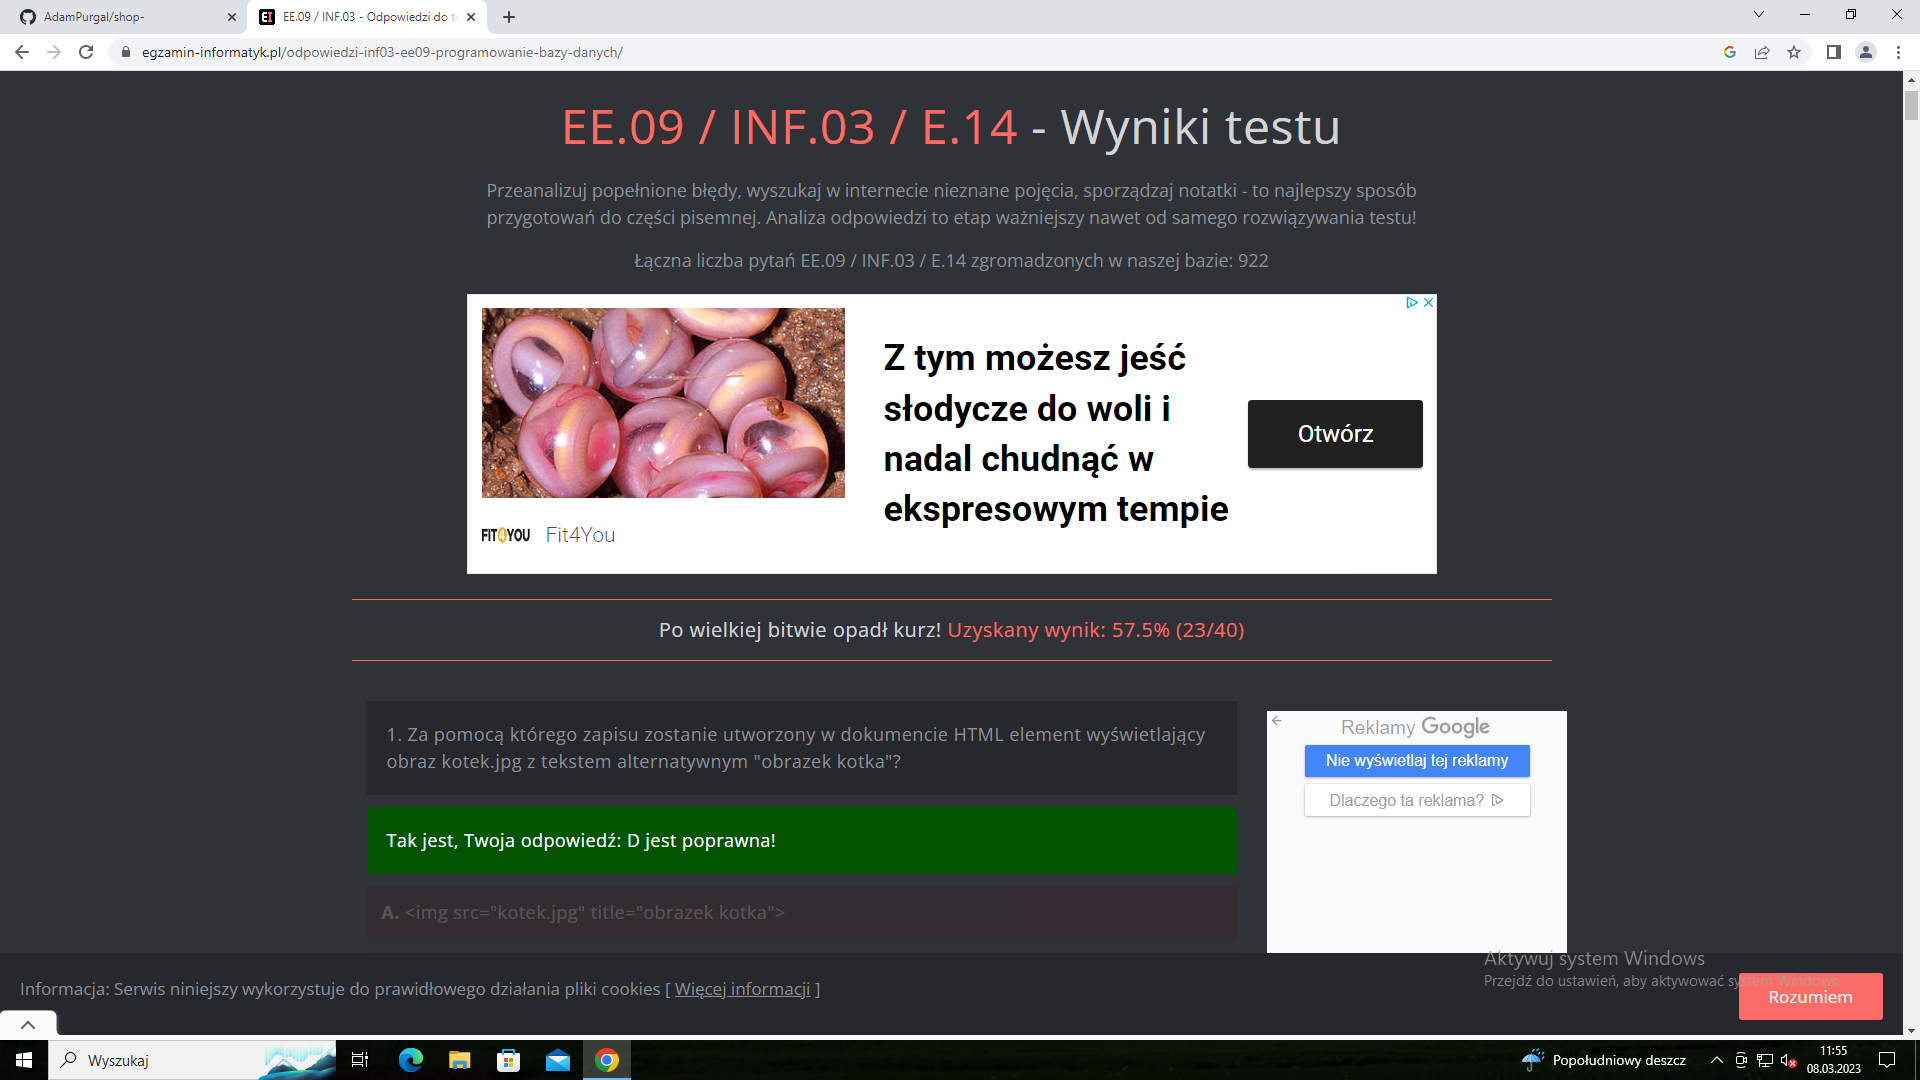 AdamPurgal/shop-
EE.09 / INF.03 - Odpowiedzi do t
egzamin-informatyk.pl/odpowiedzi-inf03-ee09-programowanie-bazy-danych/
EE.09 / INF.03 / E.14 - Wyniki testu
Przeanalizuj popełnione błędy, wyszukaj w internecie nieznane pojęcia, sporządzaj notatki - to najlepszy sposób
przygotowań do części pisemnej. Analiza odpowiedzi to etap ważniejszy nawet od samego rozwiązywania testu!
Łączna liczba pytań EE.09 / INF.03 / E.14 zgromadzonych w naszej bazie: 922
Z tym możesz jeść
słodycze do woli i
nadal chudnąć w
ekspresowym tempie
Otwórz
FIT4YOU Fit4You
Po wielkiej bitwie opadł kurz! Uzyskany wynik: 57.5% (23/40)
1. Za pomocą którego zapisu zostanie utworzony w dokumencie HTML element wyświetlający
obraz kotek.jpg z tekstem alternatywnym "obrazek kotka"?
Tak jest, Twoja odpowiedź: D jest poprawna!
A. <img src="kotek.jpg" title="obrazek kotka">
Reklamy Google
Nie wyświetlaj tej reklamy
Dlaczego ta reklama?
Aktywuj system Windows
Przejdź do ustawień, aby aktywować system Windows.
Informacja: Serwis niniejszy wykorzystuje do prawidłowego działania pliki cookies [ Więcej informacji ]
Rozumiem
Wyszukaj
Popołudniowy deszcz
11:55
08.03.2023